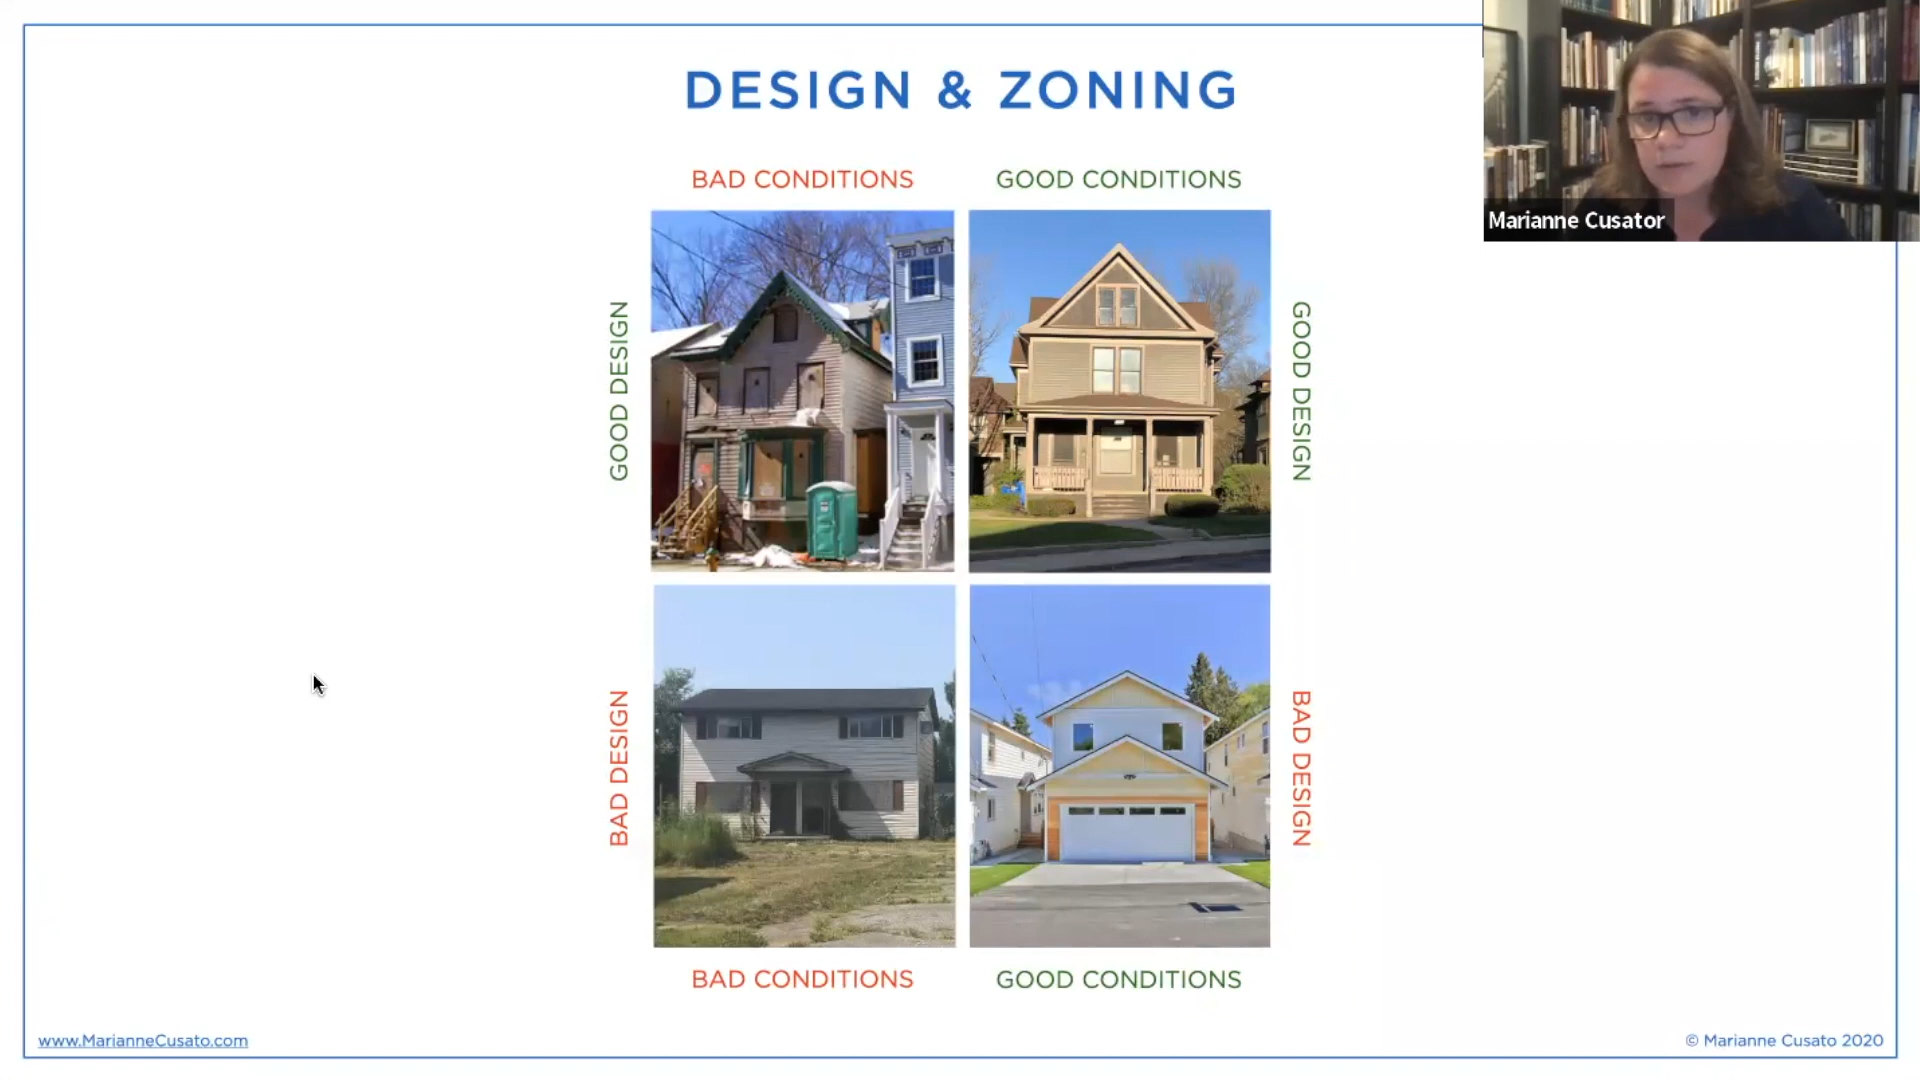 DESIGN & ZONING
Marianne Cusator
BAD CONDITIONS
GOOD CONDITIONS
GOOD DESIGN
GOOD DESIGN
BAD DESIGN
BAD DESIGN
BAD CONDITIONS
GOOD CONDITIONS
www.MarianneCusato.com
© Marianne Cusato 2020